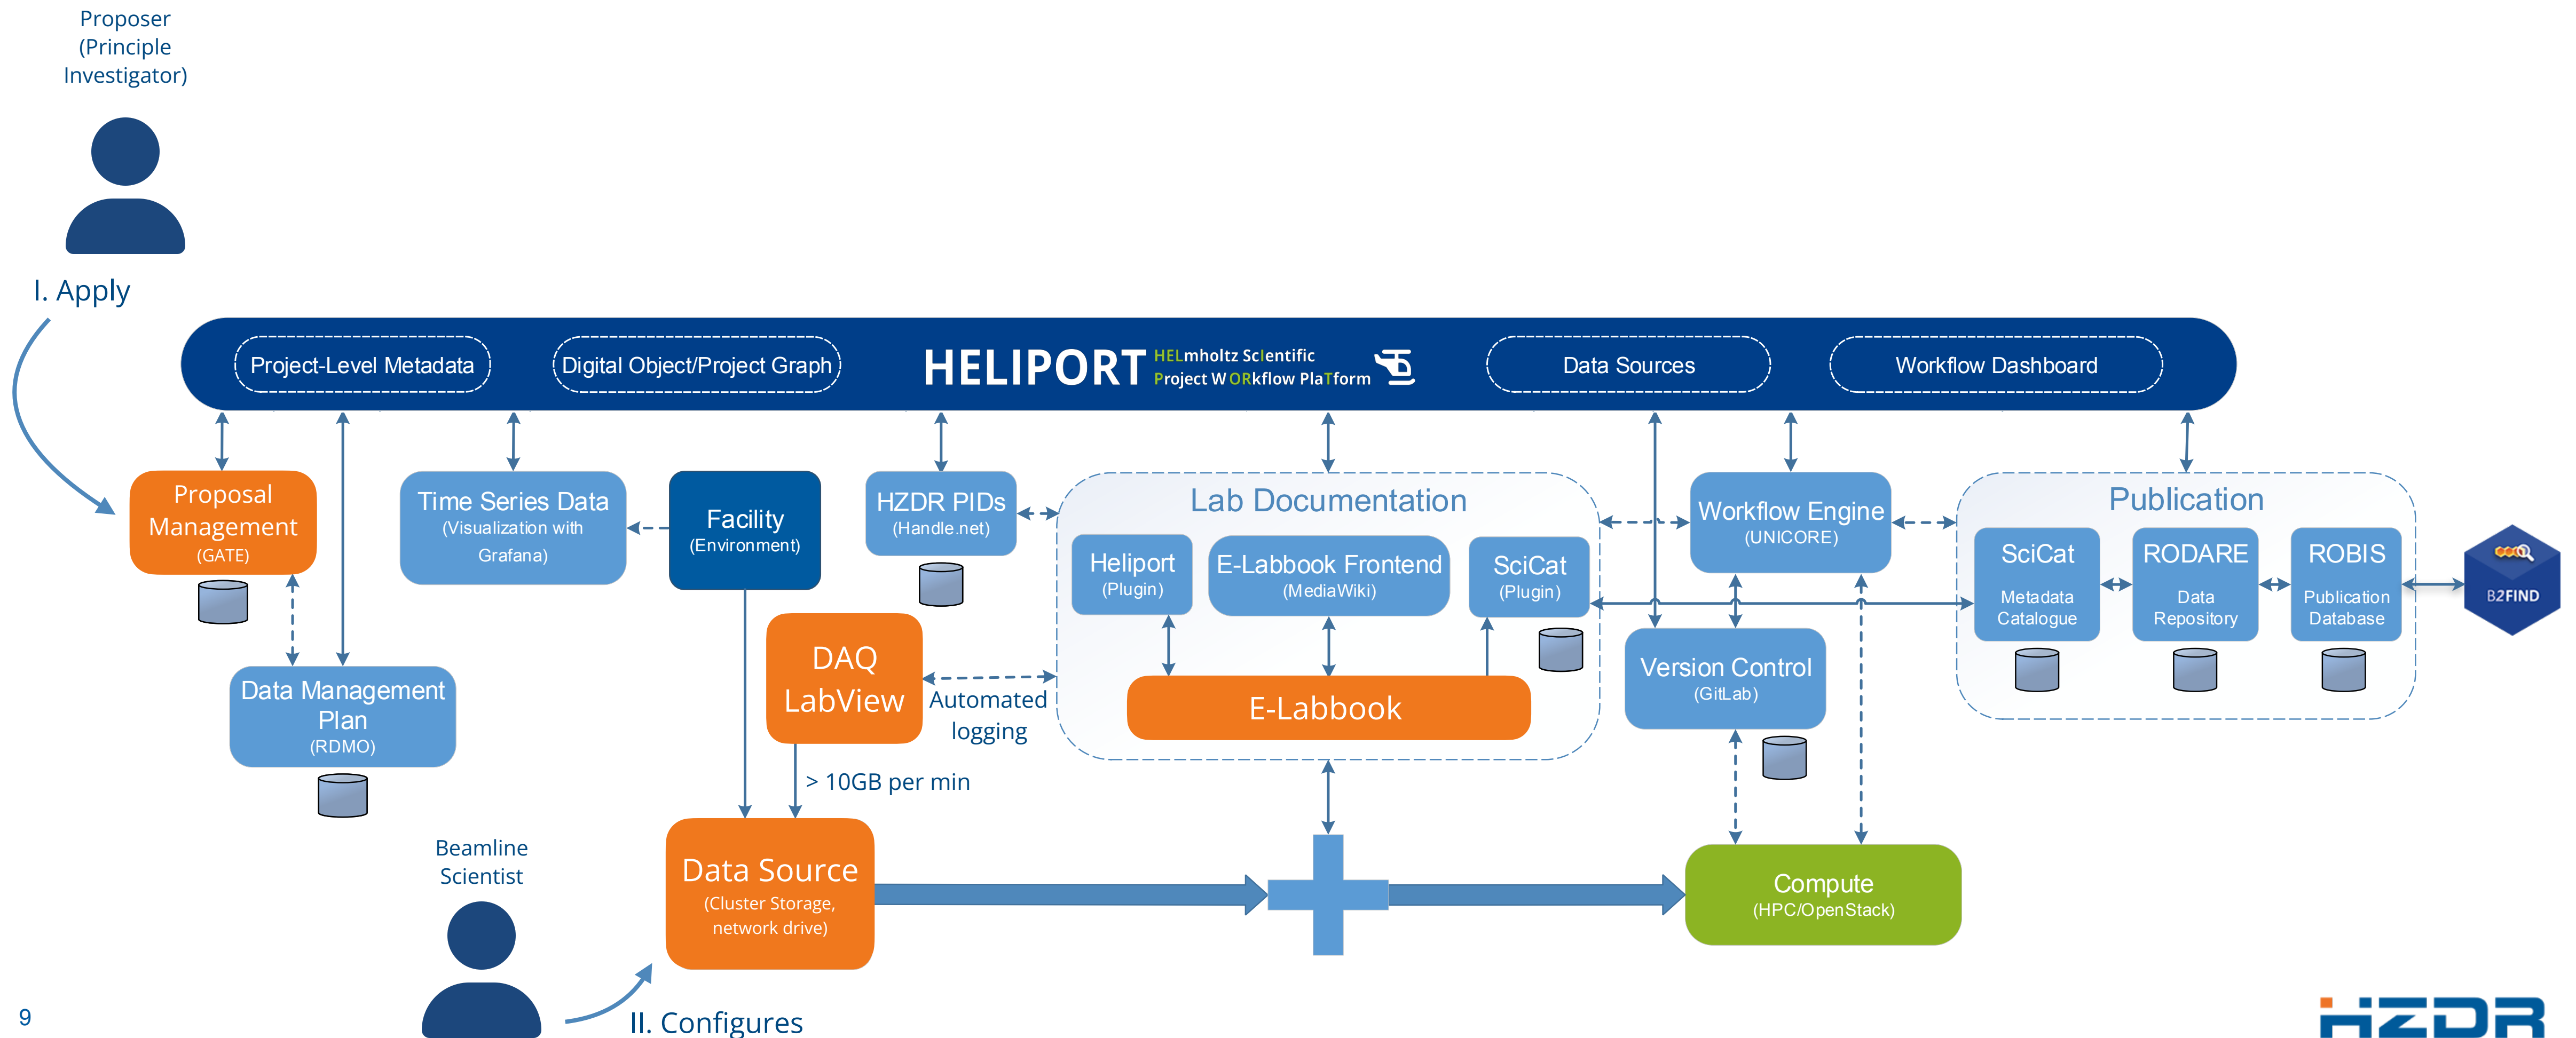 Proposer
(Principle
Investigator)
I. Apply
Project-Level Metadata
Digital Object/Project Graph
HELIPORT
HELmholtz ScIentific
Project WORkflow PlaTform
Data Sources
Workflow Dashboard
Proposal
Management
(GATE)
Time Series Data
(Visualization with
Grafana)
Facility
(Environment)
HZDR PIDs
(Handle.net)
Lab Documentation
Heliport
(Plugin)
E-Labbook Frontend
(MediaWiki)
SciCat
(Plugin)
E-Labbook
Workflow Engine
(UNICORE)
Publication
SciCat
Metadata
Catalogue
RODARE
Data
Repository
ROBIS
Publication
Database
B2FIND
Data Management
Plan
(RDMO)
DAQ
LabView
Automated
logging
> 10GB per min
Version Control
(GitLab)
Beamline
Scientist
Data Source
(Cluster Storage,
network drive)
Compute
(HPC/OpenStack)
II. Configures
9
HZDR